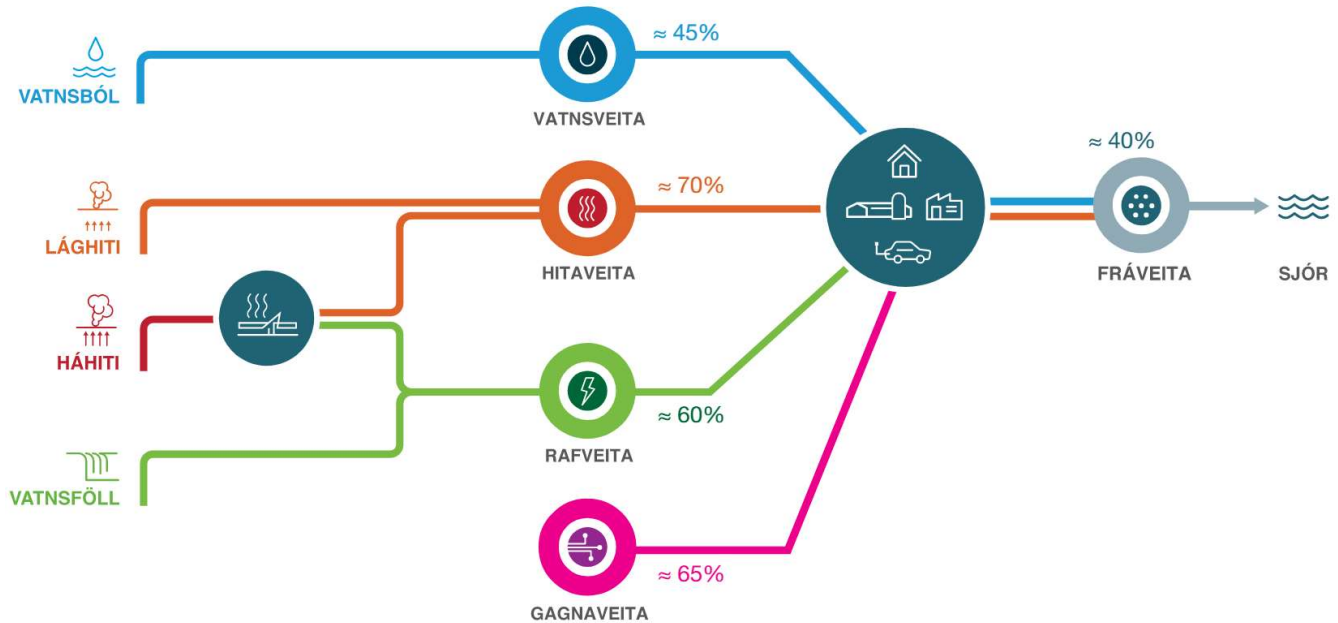 ≈ 45%
VATNSBÓL
VATNSVEITA
≈ 40%
≈ 70%
LÁGHITI
HITAVEITA
FRÁVEITA
SJÓR
HÁHITI
≈ 60%
RAFVEITA
VATNSFÖLL
≈ 65%
GAGNAVEITA